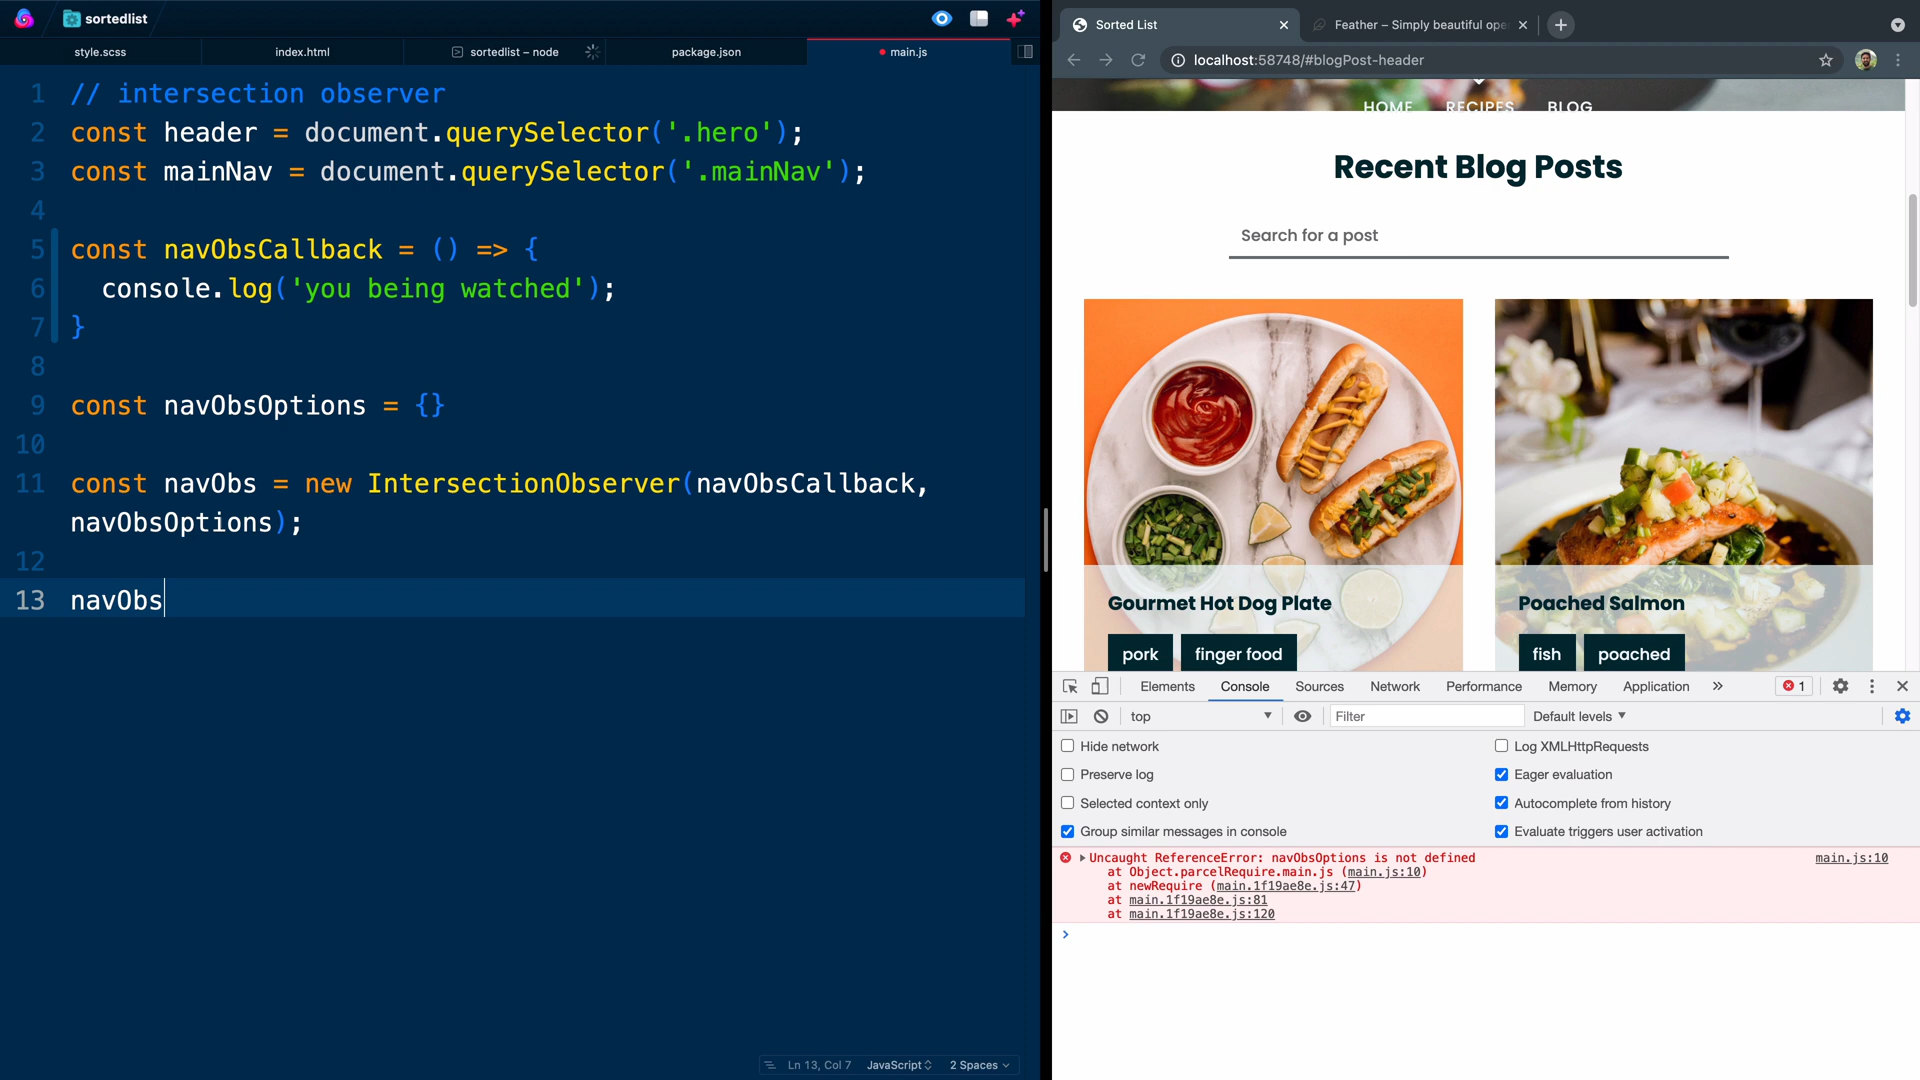 sortedlist
style.scss
index.html
sortedlist – node
package.json
main.js
1 // intersection observer
2 const header = document.querySelector('.hero');
3 const mainNav = document.querySelector('.mainNav');
4
5 const navObsCallback = () => {
6 console.log('you being watched');
7 }
8
9 const navObsOptions = {}
10
11 const navObs = new IntersectionObserver(navObsCallback,
navObsOptions);
12
13 navObs
Ln 13, Col 7 JavaScript 2 Spaces
Sorted List
Feather – Simply beautiful ope
localhost:58748/#blogPost-header
HOME RECIPES BLOG
Recent Blog Posts
Search for a post
Gourmet Hot Dog Plate
pork finger food
Poached Salmon
fish poached
Elements Console Sources Network Performance Memory Application 1
top Filter Default levels
Hide network
Log XMLHttpRequests
Preserve log
Eager evaluation
Selected context only
Autocomplete from history
Group similar messages in console
Evaluate triggers user activation
Uncaught ReferenceError: navObsOptions is not defined main.js:10
at Object.parcelRequire.main.js (main.js:10)
at newRequire (main.1f19ae8e.js:47)
at main.1f19ae8e.js:81
at main.1f19ae8e.js:120